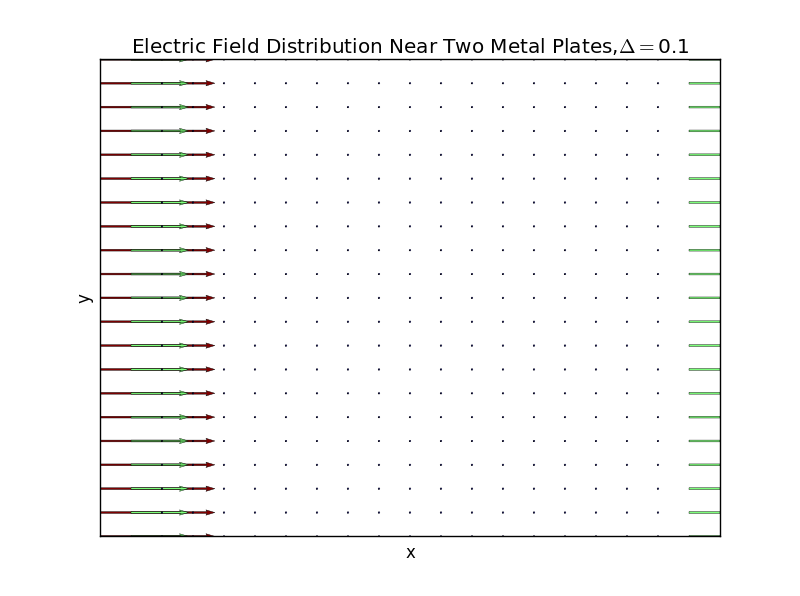 Electric Field Distribution Near Two Metal Plates,Δ = 0.1
y
x